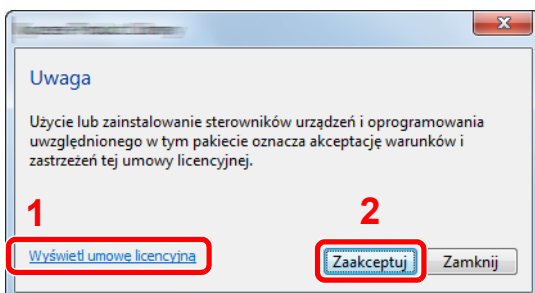 Uwaga
Użycie lub zainstalowanie sterowników urządzeń i oprogramowania
uwzględnionego w tym pakiecie oznacza akceptację warunków i
zastrzeżeń tej umowy licencyjnej.
1
2
Wyświetl umowę licencyjną
Zaakceptuj
Zamknij